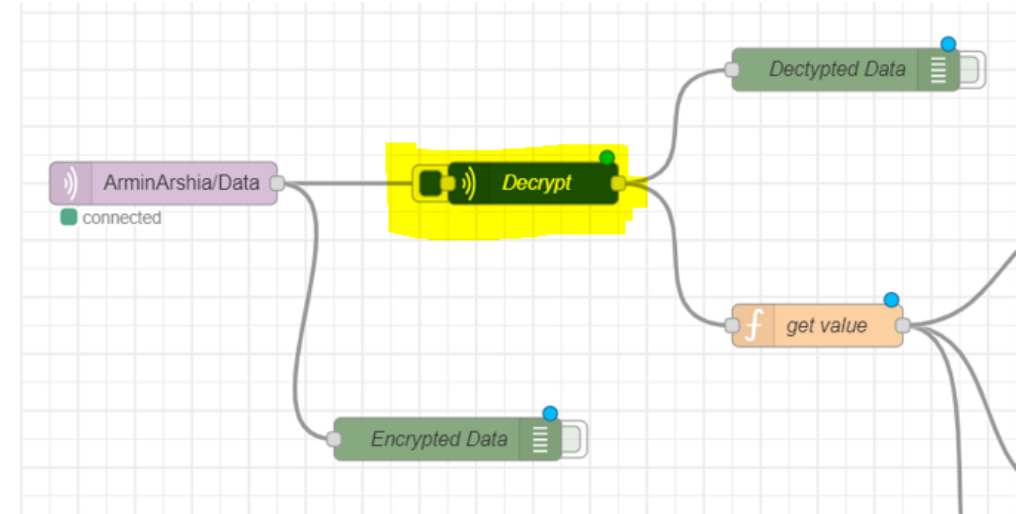 Dectypted Data
ArminArshia/Data
Decrypt
connected
get value
Encrypted Data